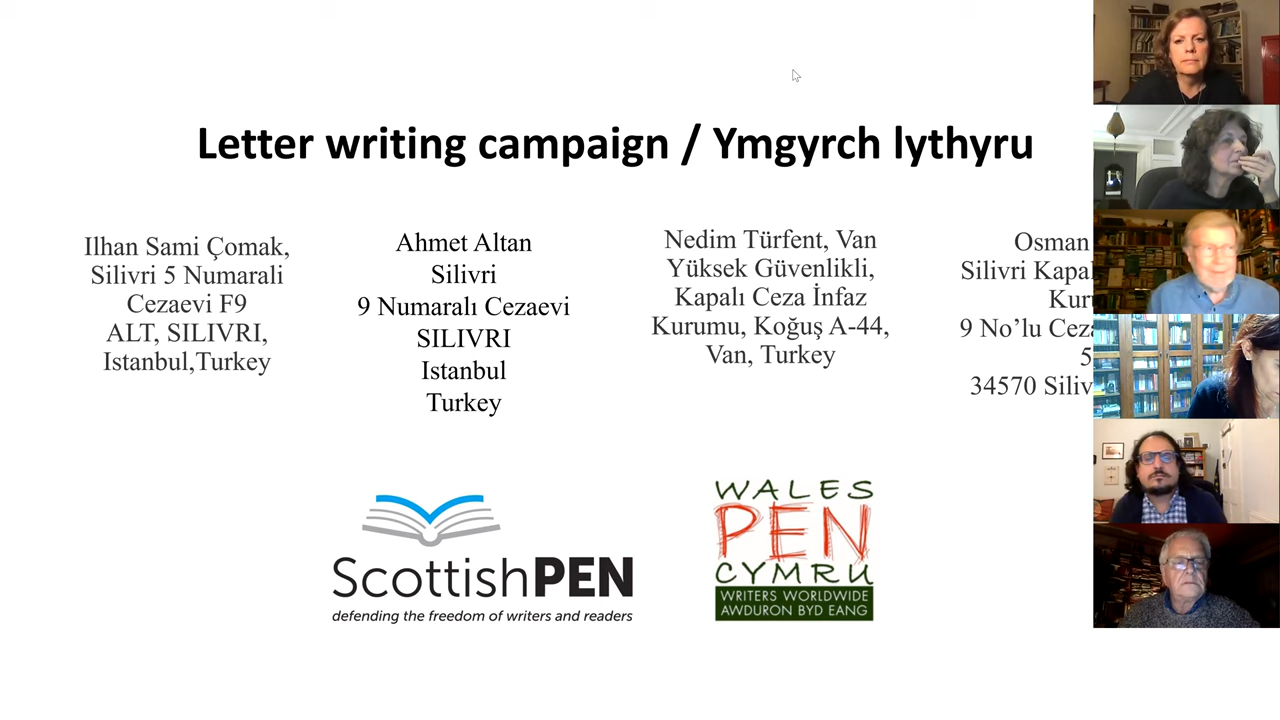 Letter writing campaign / Ymgyrch lythyru
Ilhan Sami Çomak,
Silivri 5 Numarali
Cezaevi F9
ALT, SILIVRI,
Istanbul,Turkey
Ahmet Altan
Silivri
9 Numaralı Cezaevi
SILIVRI
Istanbul
Turkey
Nedim Türfent, Van
Yüksek Güvenlikli,
Kapalı Ceza İnfaz
Kurumu, Koğuş A-44,
Van, Turkey
Osman
Silivri
9 No’lu
5
34570
ScottishPEN
defending the freedom of writers and readers
WALES
PEN
CYMRU
WRITERS WORLDWIDE
AWDURON BYD EANG